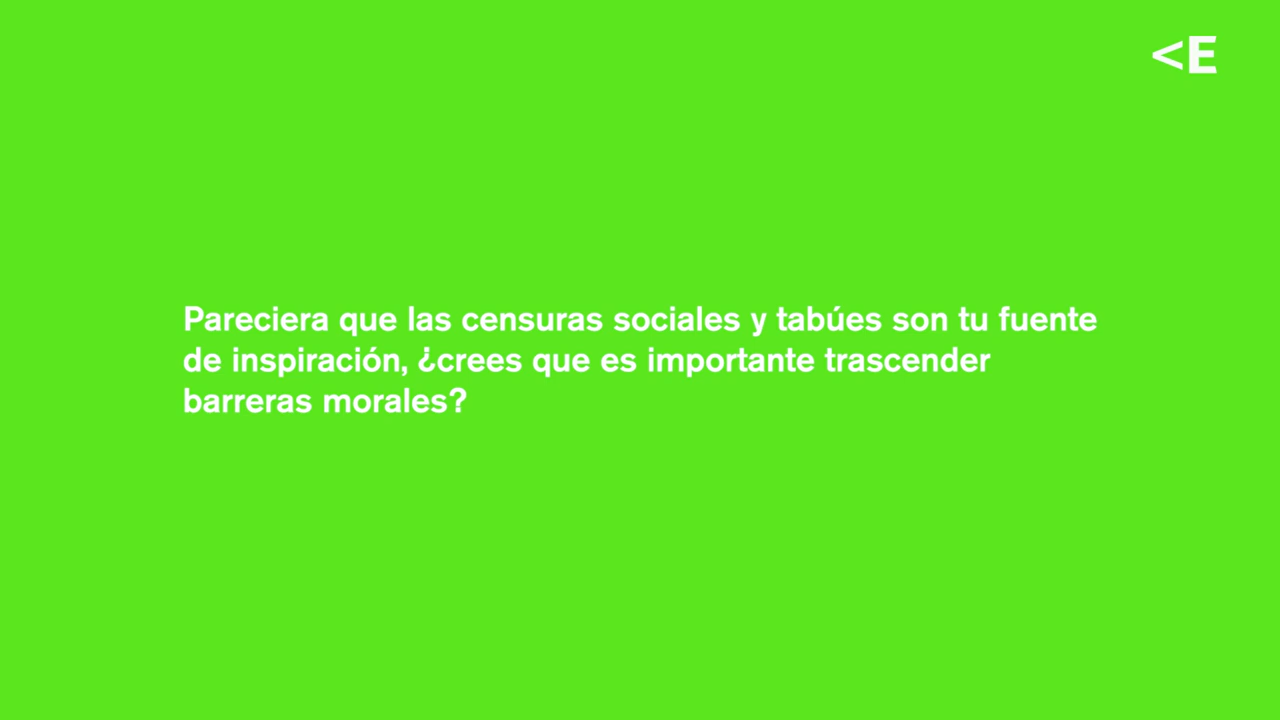 <E
Pareciera que las censuras sociales y tabúes son tu fuente
de inspiración, ¿crees que es importante trascender
barreras morales?